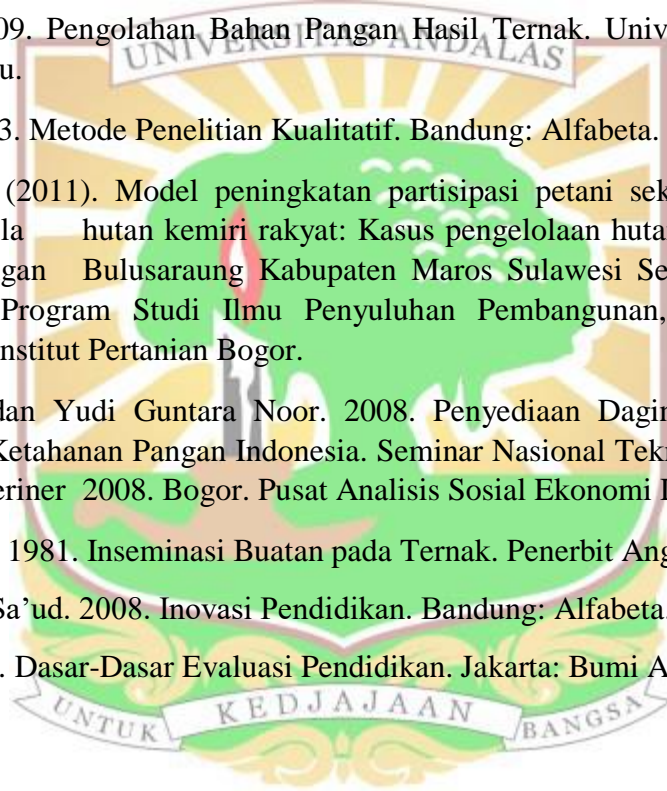 09. Pengolahan Bahan Pangan Hasil Ternak. Unive
UNIVERSITAS ANDALAS
u.
3. Metode Penelitian Kualitatif. Bandung: Alfabeta.
(2011). Model peningkatan partisipasi petani sek
la hutan kemiri rakyat: Kasus pengelolaan huta
gan Bulusaraung Kabupaten Maros Sulawesi Se
Program Studi Ilmu Penyuluhan Pembangunan,
nstitut Pertanian Bogor.
dan Yudi Guntara Noor. 2008. Penyediaan Dagin
Ketahanan Pangan Indonesia. Seminar Nasional Tekn
eriner 2008. Bogor. Pusat Analisis Sosial Ekonomi
1981. Inseminasi Buatan pada Ternak. Penerbit Ang
Sa’ud. 2008. Inovasi Pendidikan. Bandung: Alfabeta.
. Dasar-Dasar Evaluasi Pendidikan. Jakarta: Bumi A
UNTUK KEDJAJAAN BANGSA